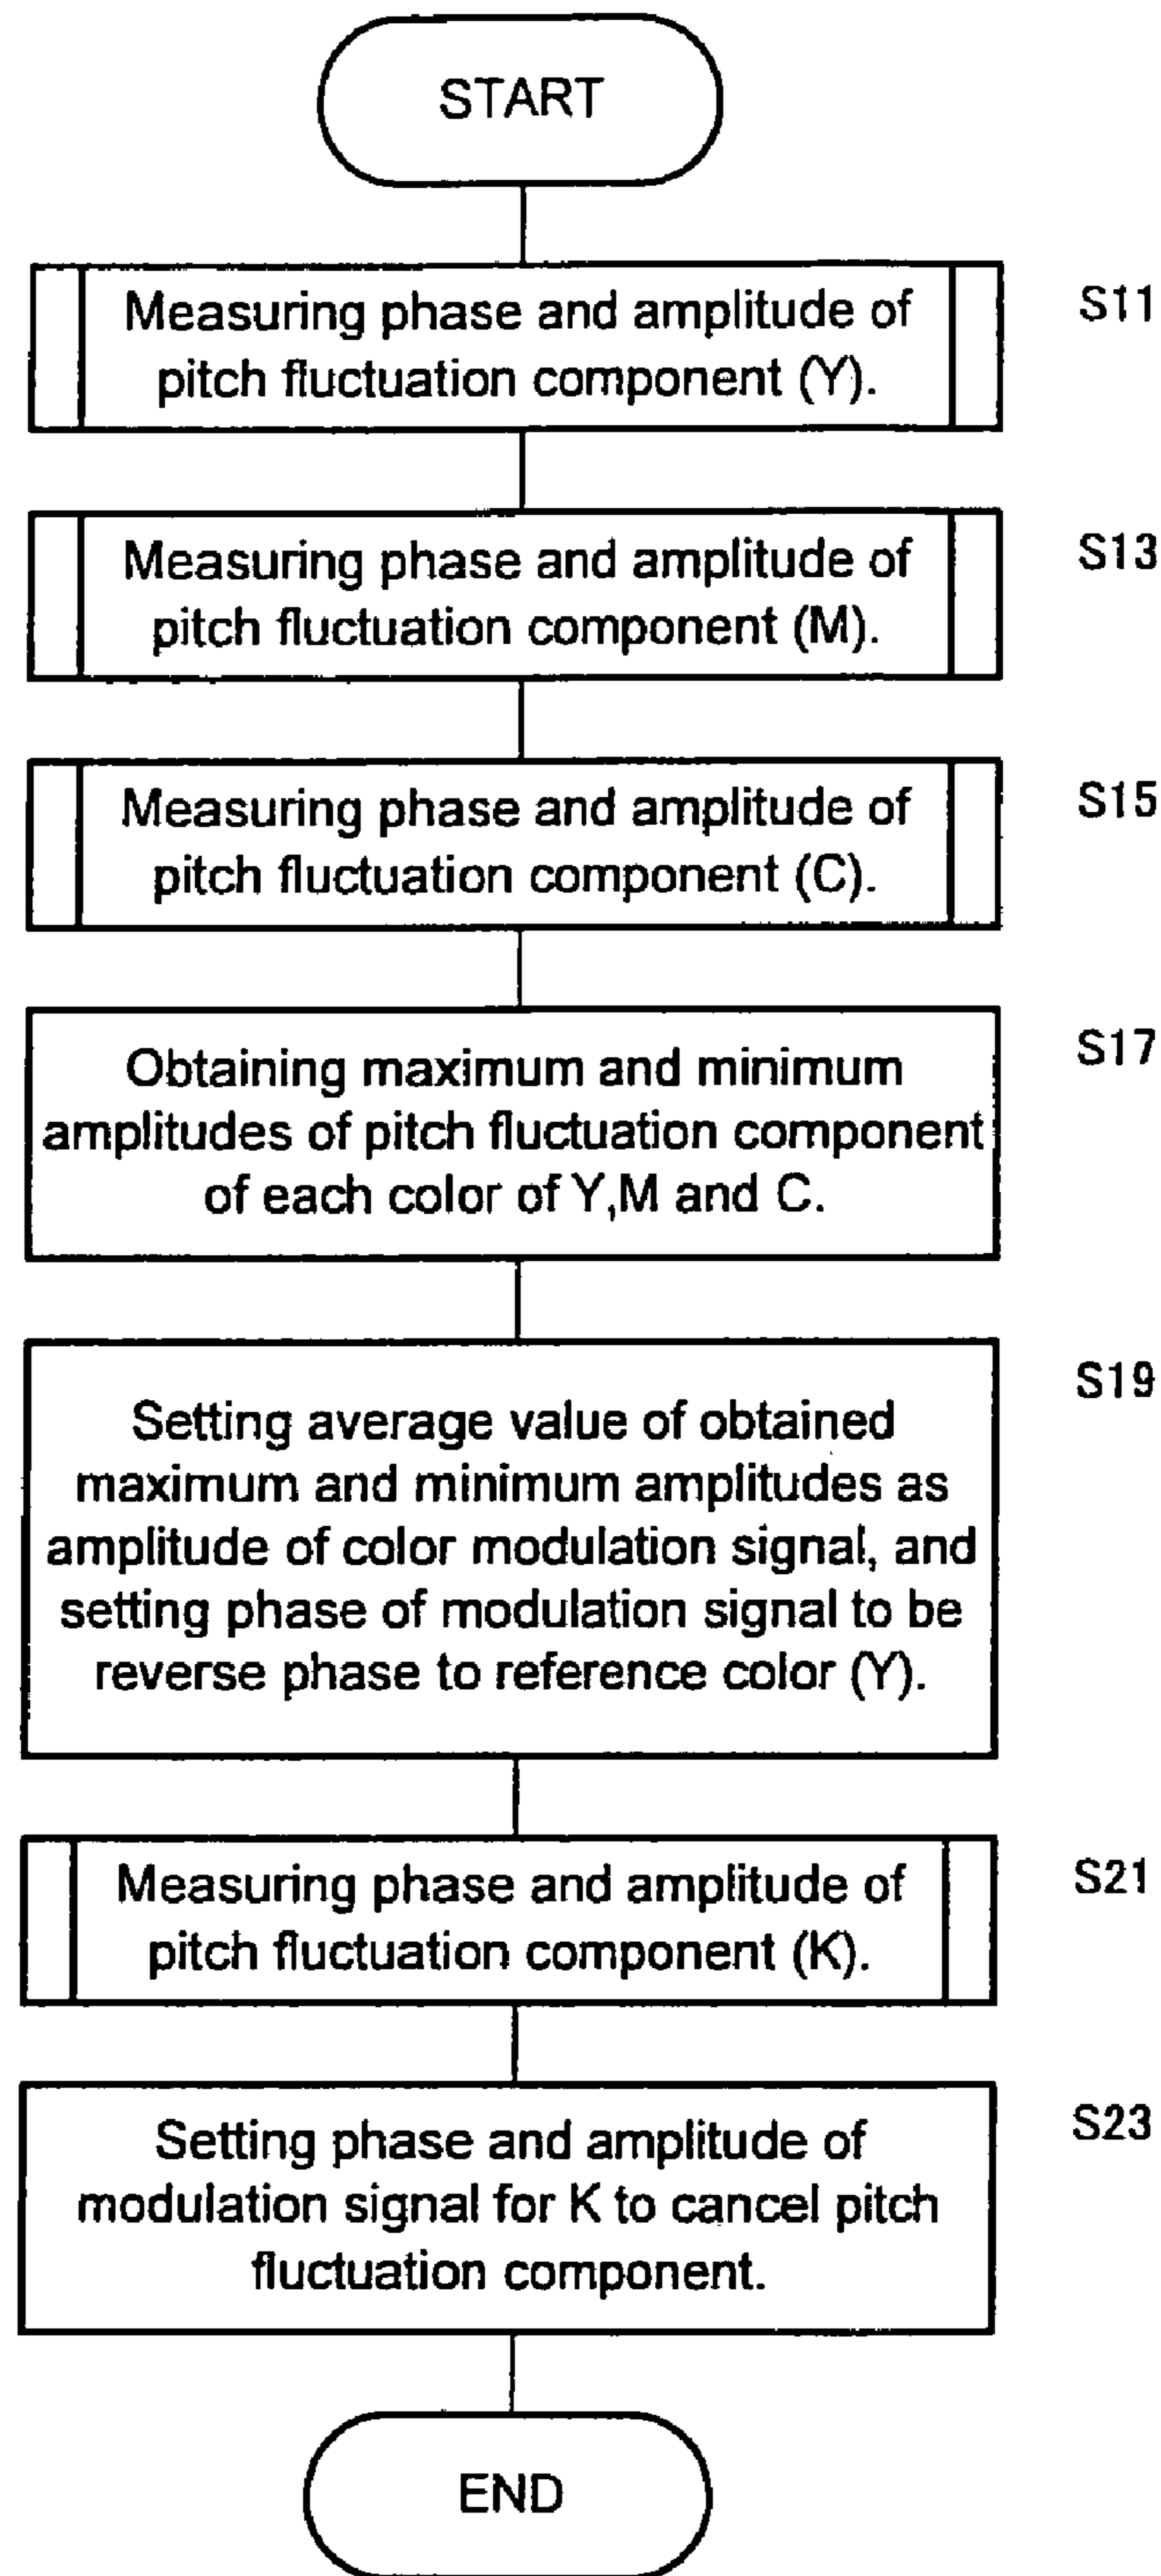 START
Measuring phase and amplitude of
pitch fluctuation component (Y).
S11
Measuring phase and amplitude of
pitch fluctuation component (M).
S13
Measuring phase and amplitude of
pitch fluctuation component (C).
S15
Obtaining maximum and minimum
amplitudes of pitch fluctuation component
of each color of Y,M and C.
S17
Setting average value of obtained
maximum and minimum amplitudes as
amplitude of color modulation signal, and
setting phase of modulation signal to be
reverse phase to reference color (Y).
S19
Measuring phase and amplitude of
pitch fluctuation component (K).
S21
Setting phase and amplitude of
modulation signal for K to cancel pitch
fluctuation component.
S23
END